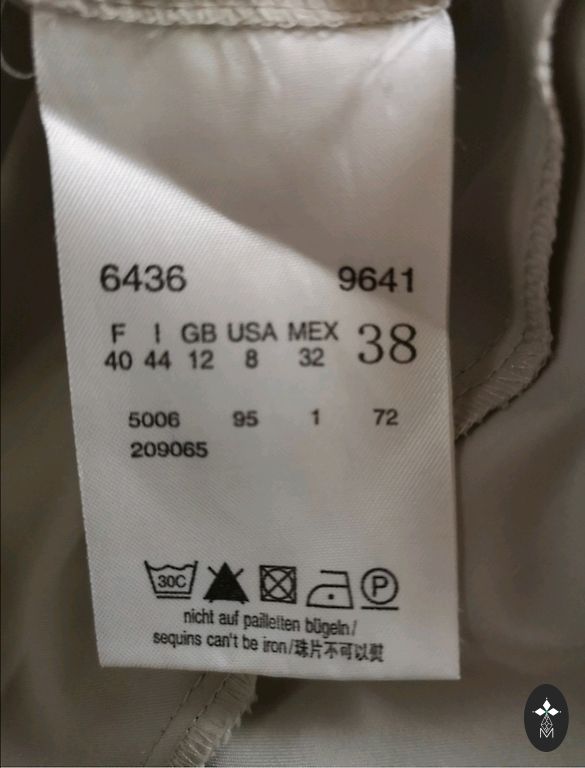 6436 9641
F I GB USA MEX 38
40 44 12 8 32
5006 95 1 72
209065
30C P
nicht auf pailletten bügeln/
sequins can't be iron/珠片不可以熨
M